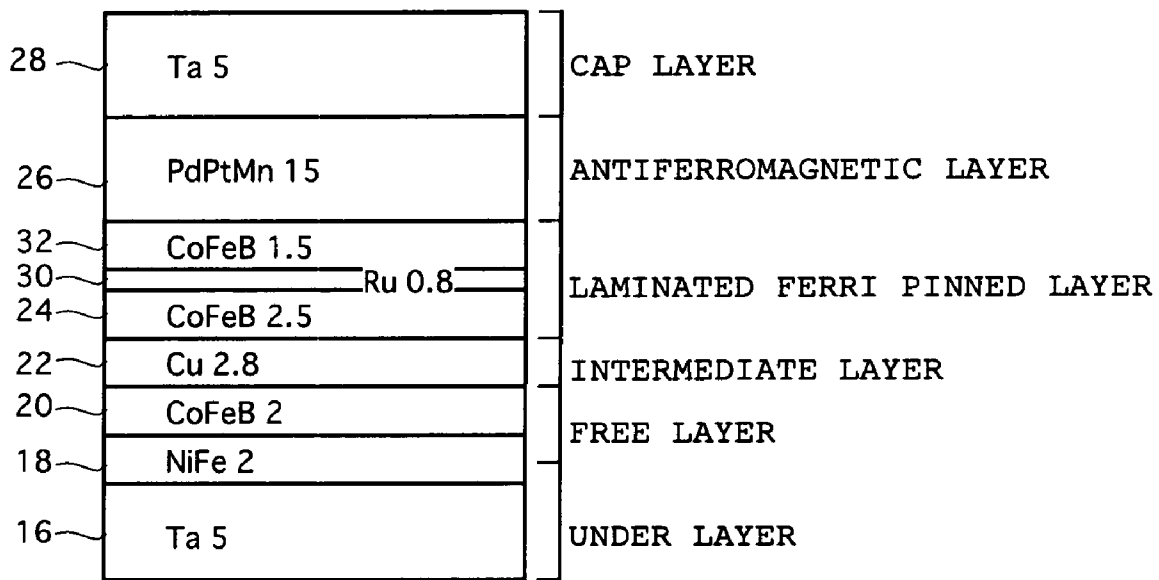 28 Ta 5 CAP LAYER
26 PdPtMn 15 ANTIFERROMAGNETIC LAYER
32 CoFeB 1.5
30 Ru 0.8 LAMINATED FERRI PINNED LAYER
24 CoFeB 2.5
22 Cu 2.8 INTERMEDIATE LAYER
20 CoFeB 2
FREE LAYER
18 NiFe 2
16 Ta 5 UNDER LAYER